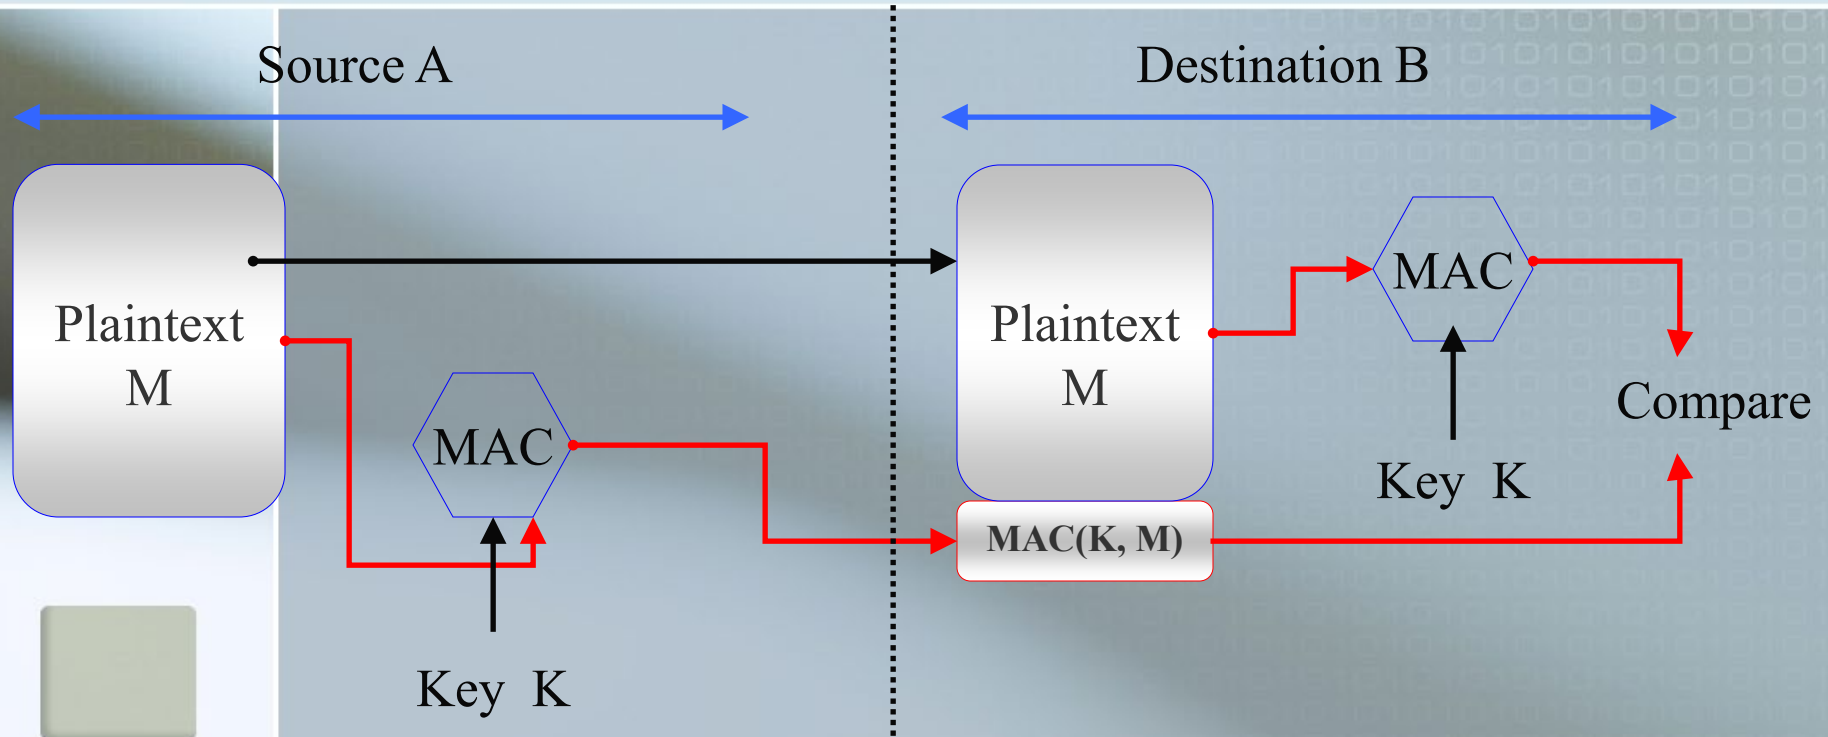 Source A
Destination B
Plaintext
M
MAC
Key K
Plaintext
M
MAC(K, M)
MAC
Key K
Compare